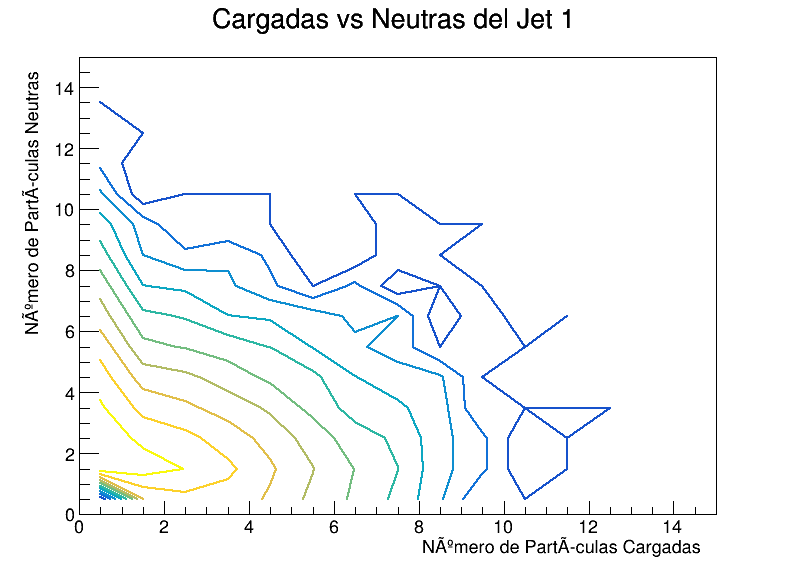 Cargadas vs Neutras del Jet 1
NÃºmero de PartÃ-culas Neutras
14
12
10
8
6
4
2
0
0 2 4 6 8 10 12 14
NÃºmero de PartÃ-culas Cargadas